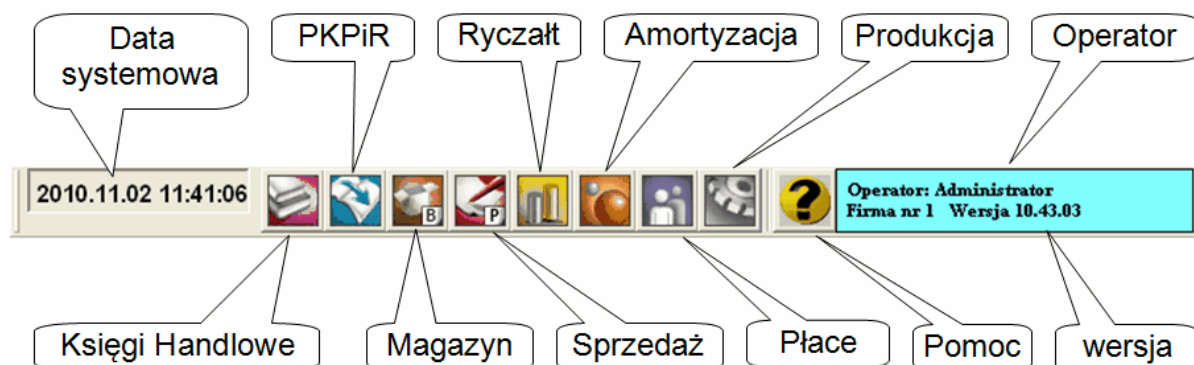 Data
systemowa
PKPiR
Ryczałt
Amortyzacja
Produkcja
Operator
2010.11.02 11:41:06
B
P
?
Operator: Administrator
Firma nr 1 Wersja 10.43.03
Księgi Handlowe
Magazyn
Sprzedaż
Płace
Pomoc
wersja